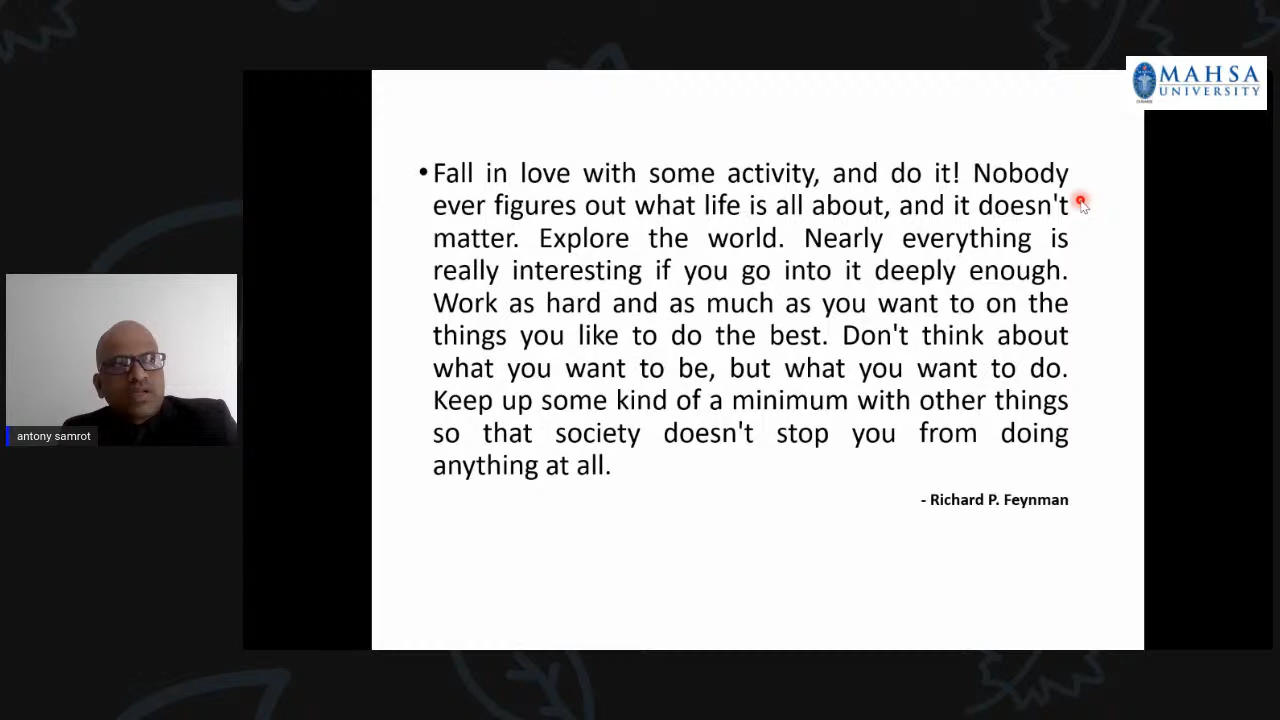 MAHSA
UNIVERSITY
• Fall in love with some activity, and do it! Nobody
ever figures out what life is all about, and it doesn't
matter. Explore the world. Nearly everything is
really interesting if you go into it deeply enough.
Work as hard and as much as you want to on the
things you like to do the best. Don't think about
what you want to be, but what you want to do.
Keep up some kind of a minimum with other things
so that society doesn't stop you from doing
anything at all.
- Richard P. Feynman
antony samrot